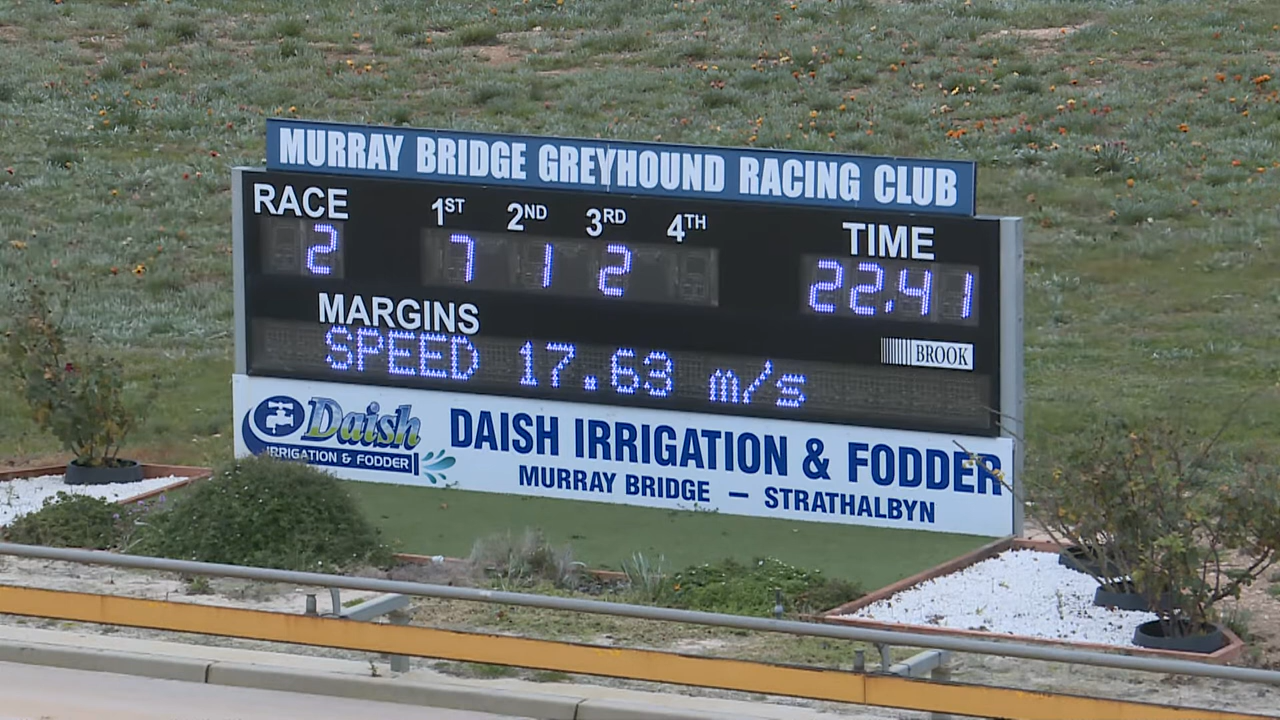 MURRAY BRIDGE GREYHOUND RACING CLUB
RACE 1ST 2ND 3RD 4TH TIME
2 7 1 2 22.41
MARGINS
BROOK
SPEED 17.63 m/s
Daish
IRRIGATION & FODDER
DAISH IRRIGATION & FODDER
MURRAY BRIDGE – STRATHALBYN